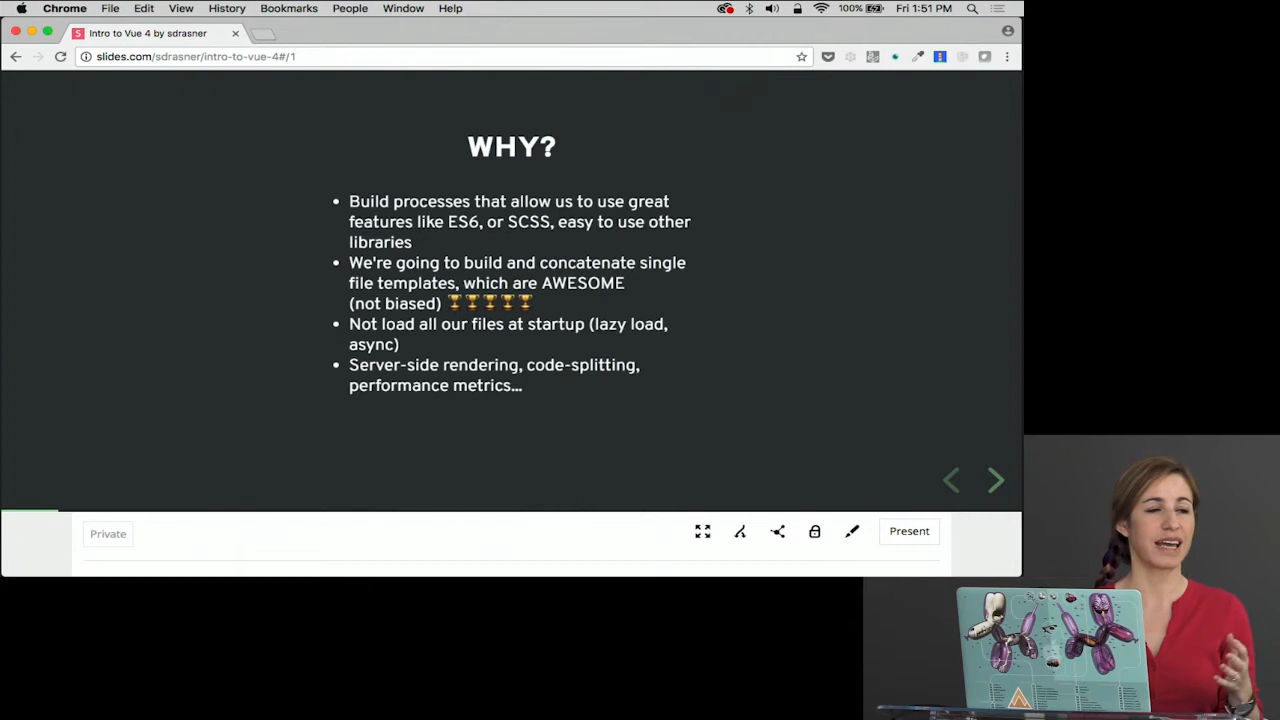 Chrome File Edit View History Bookmarks People Window Help 100% Fri 1:51 PM
Intro to Vue 4 by sdrasner
slides.com/sdrasner/intro-to-vue-4#/1
WHY?
• Build processes that allow us to use great
features like ES6, or SCSS, easy to use other
libraries
• We're going to build and concatenate single
file templates, which are AWESOME
(not biased) 🏆🏆🏆🏆🏆
• Not load all our files at startup (lazy load,
async)
• Server-side rendering, code-splitting,
performance metrics...
Private Present